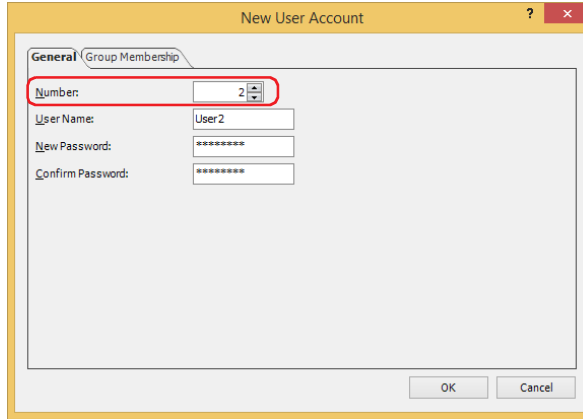 New User Account
? ×
General Group Membership
Number: 2
User Name: User2
New Password: ********
Confirm Password: ********
OK Cancel